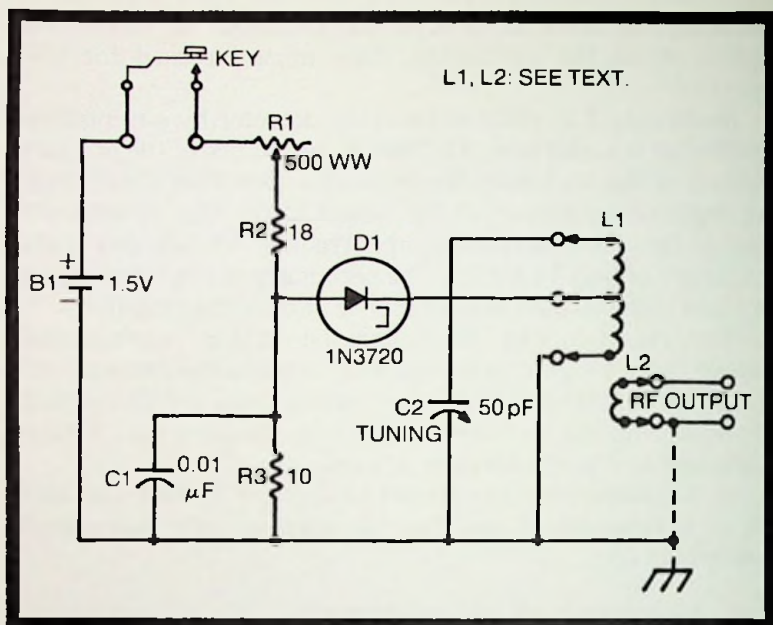 KEY
L1, L2: SEE TEXT.
R1
500 WW
R2 18
D1
L1
+
B1 1.5V
−
1N3720
L2
C2 50 pF
RF OUTPUT
TUNING
C1 0.01
µF
R3 10